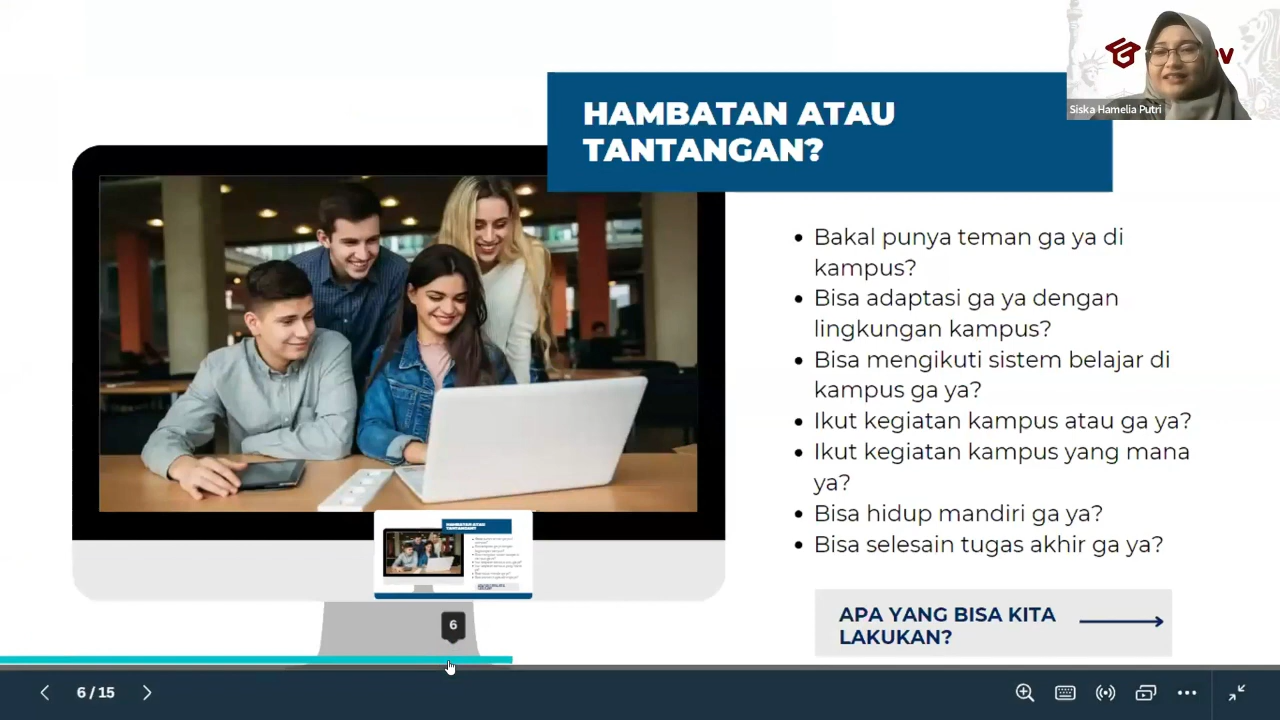 Siska Hamelia Putri
HAMBATAN ATAU
TANTANGAN?
Bakal punya teman ga ya di
kampus?
Bisa adaptasi ga ya dengan
lingkungan kampus?
Bisa mengikuti sistem belajar di
kampus ga ya?
Ikut kegiatan kampus atau ga ya?
Ikut kegiatan kampus yang mana
ya?
Bisa hidup mandiri ga ya?
Bisa selesain tugas akhir ga ya?
APA YANG BISA KITA
LAKUKAN?
HAMBATAN ATAU
TANTANGAN?
6
6 / 15